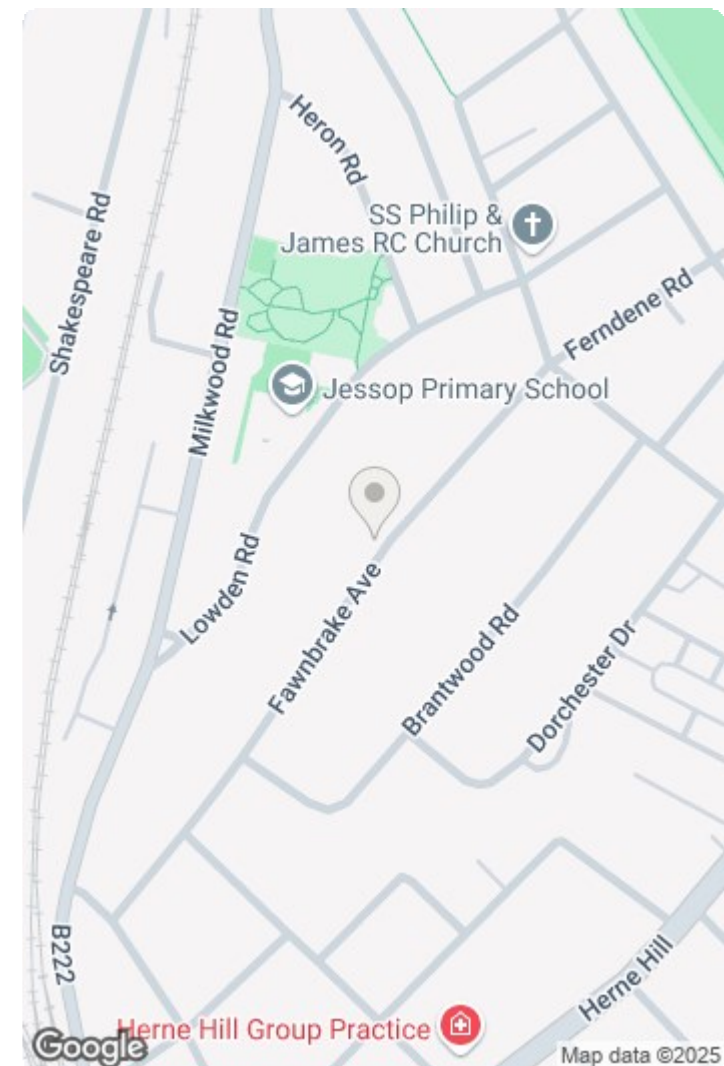 Heron Rd
SS Philip &
James RC Church
Shakespeare Rd
Ferndene Rd
Milkwood Rd
Jessop Primary School
Lowden Rd
Fawnbrake Ave
Brantwood Rd
Dorchester Dr
B222
Herne Hill
Herne Hill Group Practice
Google
Map data ©2025